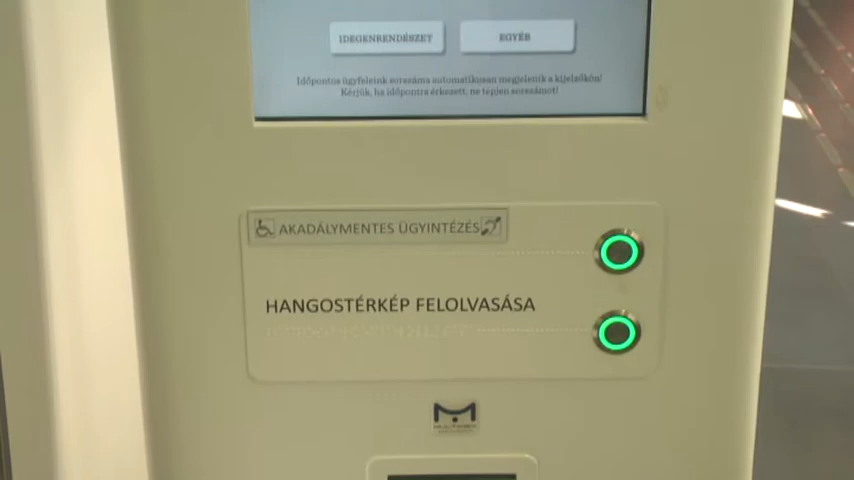 IDEGENRENDÉSZET
EGYÉB
Időpontos ügyfeleink sorszáma automatikusan megjelenik a kijelzőkön!
Kérjük, ha időpontra érkezett, ne tépjen sorszámot!
AKADÁLYMENTES ÜGYINTÉZÉS
HANGOSTÉRKÉP FELOLVASÁSA